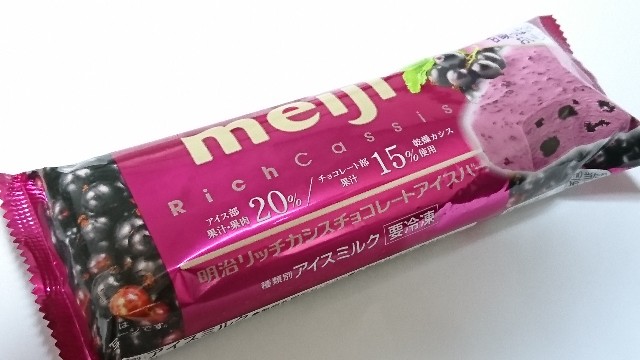 meiji
Rich Cassis
アイス部
果汁・果肉
20%/
チョコレート部
果汁
15%
乾燥カシス
使用
明治リッチカシスチョコレートアイスバー
種類別 アイスミルク 要冷凍